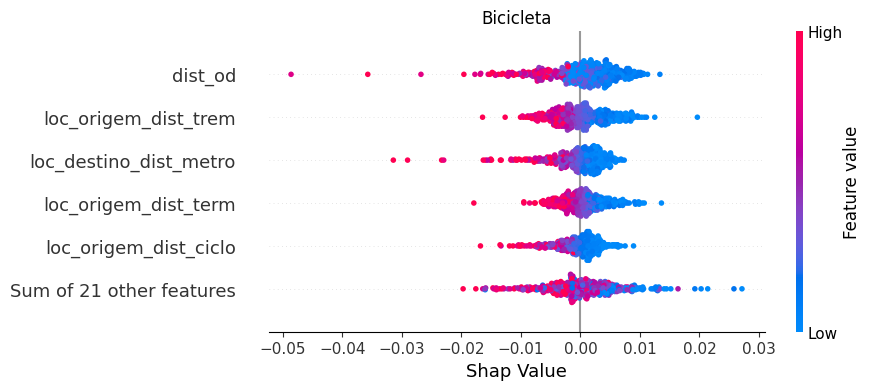 Bicicleta
High
dist_od
loc_origem_dist_trem
loc_destino_dist_metro
loc_origem_dist_term
loc_origem_dist_ciclo
Sum of 21 other features
Feature value
Low
−0.05 −0.04 −0.03 −0.02 −0.01 0.00 0.01 0.02 0.03
Shap Value